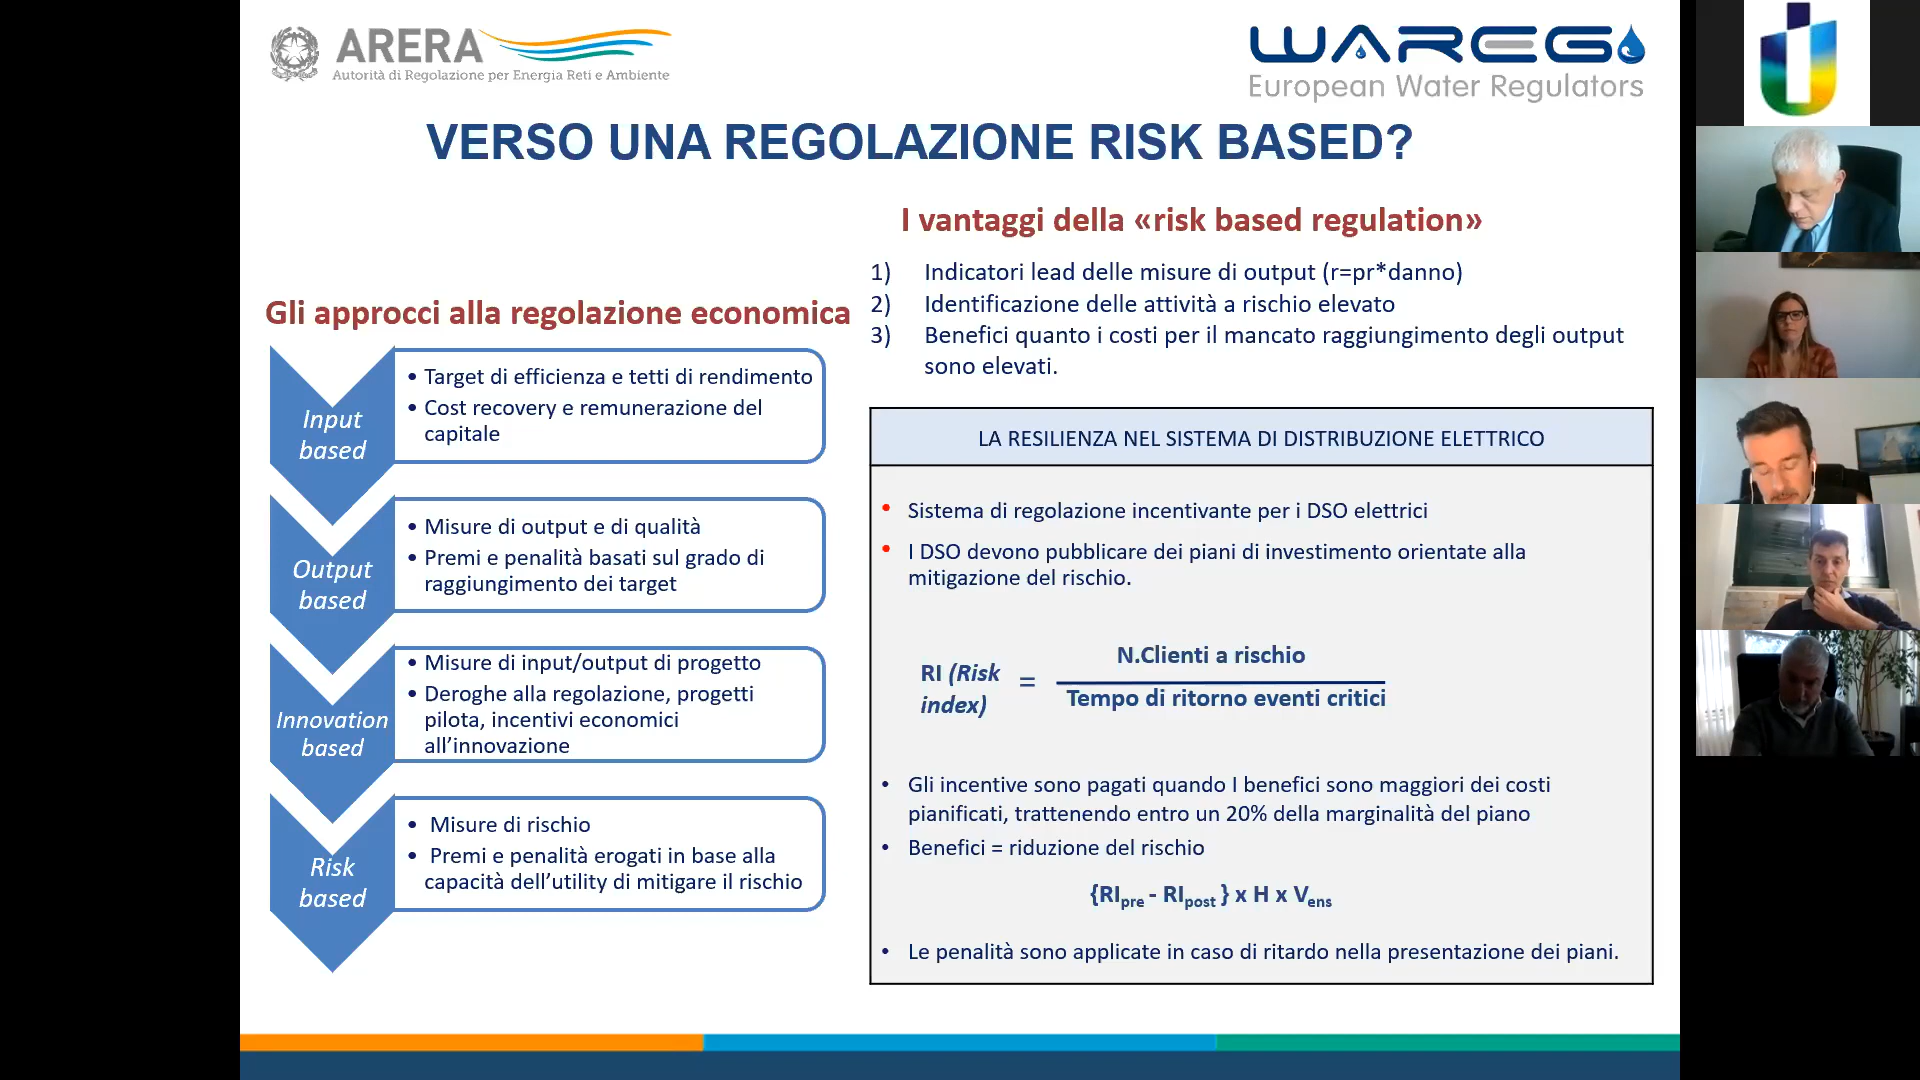 ARERA
Autorità di Regolazione per Energia Reti e Ambiente
WAREG
European Water Regulators
VERSO UNA REGOLAZIONE RISK BASED?
Gli approcci alla regolazione economica
Input
based
• Target di efficienza e tetti di rendimento
• Cost recovery e remunerazione del
capitale
Output
based
• Misure di output e di qualità
• Premi e penalità basati sul grado di
raggiungimento dei target
Innovation
based
• Misure di input/output di progetto
• Deroghe alla regolazione, progetti
pilota, incentivi economici
all’innovazione
Risk
based
• Misure di rischio
• Premi e penalità erogati in base alla
capacità dell’utility di mitigare il rischio
I vantaggi della «risk based regulation»
1) Indicatori lead delle misure di output (r=pr*danno)
2) Identificazione delle attività a rischio elevato
3) Benefici quanto i costi per il mancato raggiungimento degli output
sono elevati.
LA RESILIENZA NEL SISTEMA DI DISTRIBUZIONE ELETTRICO
• Sistema di regolazione incentivante per i DSO elettrici
• I DSO devono pubblicare dei piani di investimento orientate alla
mitigazione del rischio.
RI (Risk
index)
=
N.Clienti a rischio
Tempo di ritorno eventi critici
• Gli incentive sono pagati quando I benefici sono maggiori dei costi
pianificati, trattenendo entro un 20% della marginalità del piano
• Benefici = riduzione del rischio
{RIpre - RIpost } x H x Vens
• Le penalità sono applicate in caso di ritardo nella presentazione dei piani.